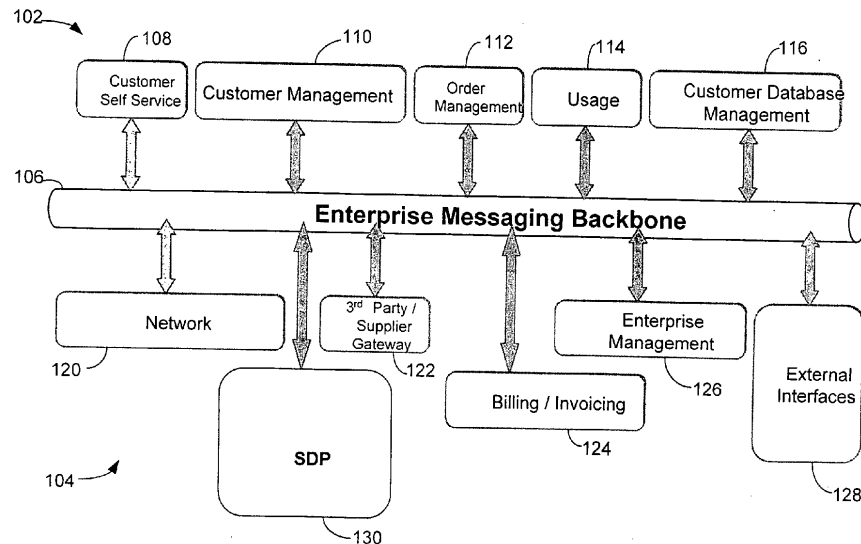 102
108
110
112
114
116
Customer
Self Service
Customer Management
Order
Management
Usage
Customer Database
Management
106
Enterprise Messaging Backbone
Network
3rd Party /
Supplier
Gateway
Enterprise
Management
External
Interfaces
120
122
126
Billing / Invoicing
124
SDP
104
128
130